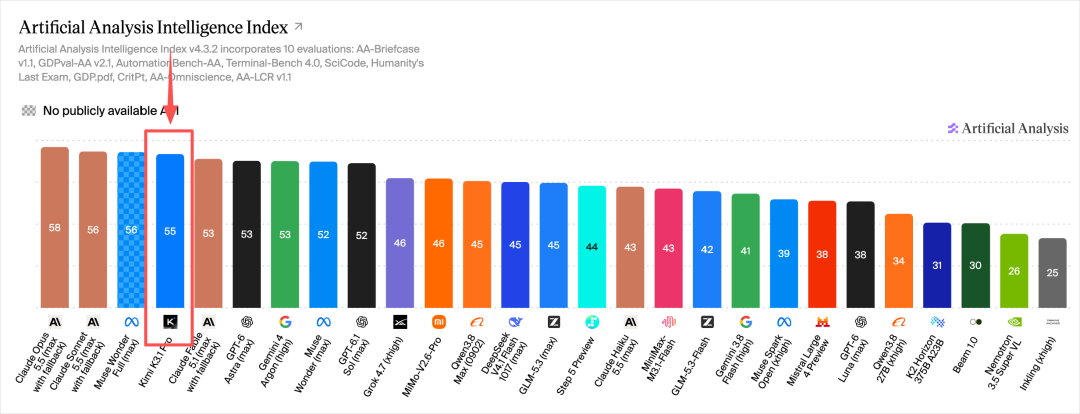 Artificial Analysis Intelligence Index ↗
Artificial Analysis Intelligence Index v4.3.2 incorporates 10 evaluations: AA-Briefcase
v1.1, GDPval-AA v2.1, AutomationBench-AA, Terminal-Bench 4.0, SciCode, Humanity's
Last Exam, GDP.pdf, CritPt, AA-Omniscience, AA-LCR v1.1
No publicly available API
Artificial Analysis
58
56
56
55
53
53
53
52
52
46
46
45
45
45
44
43
43
42
41
39
38
38
34
31
30
26
25
Claude Opus
5.5 (max
with fallback)
Claude Sonnet
5.5 (max
with fallback)
Muse Wonder
Full (max)
Kimi K3.1 Pro
Claude Fable
5.1 (max
with fallback)
GPT-6
Astra (max)
Gemini 4
Argon (high)
Muse
Wonder (max)
GPT-6.1
Sol (max)
Grok 4.7 (xhigh)
MiMo-V2.6-Pro
Qwen3.8
Max (0902)
DeepSeek
V4.1 Flash
1017 (max)
GLM-5.3 (max)
Step 5 Preview
Claude Haiku
5.5 (max)
MiniMax-
M3.1-Flash
GLM-5.3-Flash
Gemini 3.8
Flash (high)
Muse Spark
Open (xhigh)
Mistral Large
4 Preview
GPT-6
Luna (max)
Qwen3.8
27B (xhigh)
K2 Horizon
375B A23B
Beam 1.0
Nemotron
3.5 Super VL
Inkling (xhigh)